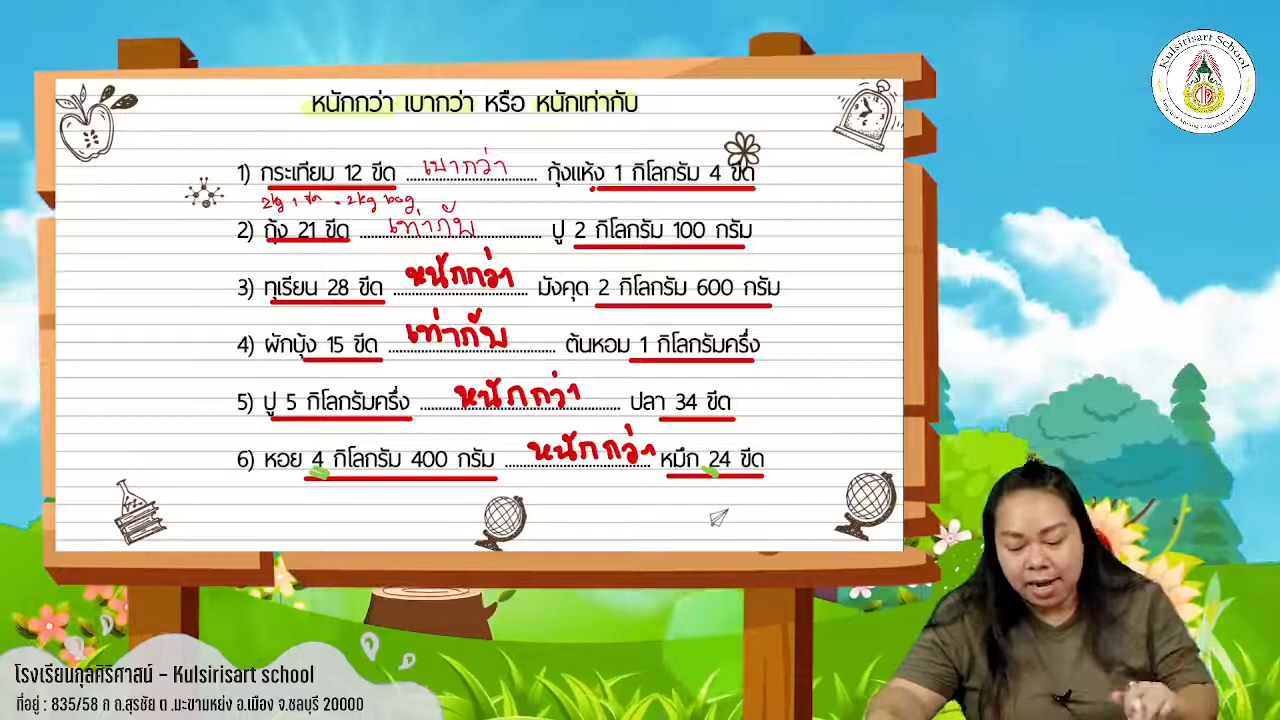 Kulsirisart School
หนักกว่า เบากว่า หรือ หนักเท่ากับ
1) กระเทียม 12 ขีด เบากว่า กุ้งแห้ง 1 กิโลกรัม 4 ขีด
2kg 1 ขีด = 2kg 100g
2) กุ้ง 21 ขีด เท่ากับ ปู 2 กิโลกรัม 100 กรัม
3) ทุเรียน 28 ขีด หนักกว่า มังคุด 2 กิโลกรัม 600 กรัม
4) ผักบุ้ง 15 ขีด เท่ากับ ต้นหอม 1 กิโลกรัมครึ่ง
5) ปู 5 กิโลกรัมครึ่ง หนักกว่า ปลา 34 ขีด
6) หอย 4 กิโลกรัม 400 กรัม หนักกว่า หมึก 24 ขีด
โรงเรียนกุลศิริศาสน์ - Kulsirisart school
ที่อยู่ : 835/58 ก ถ.สุรชัย ต .มะขามหย่ง อ.เมือง จ.ชลบุรี 20000